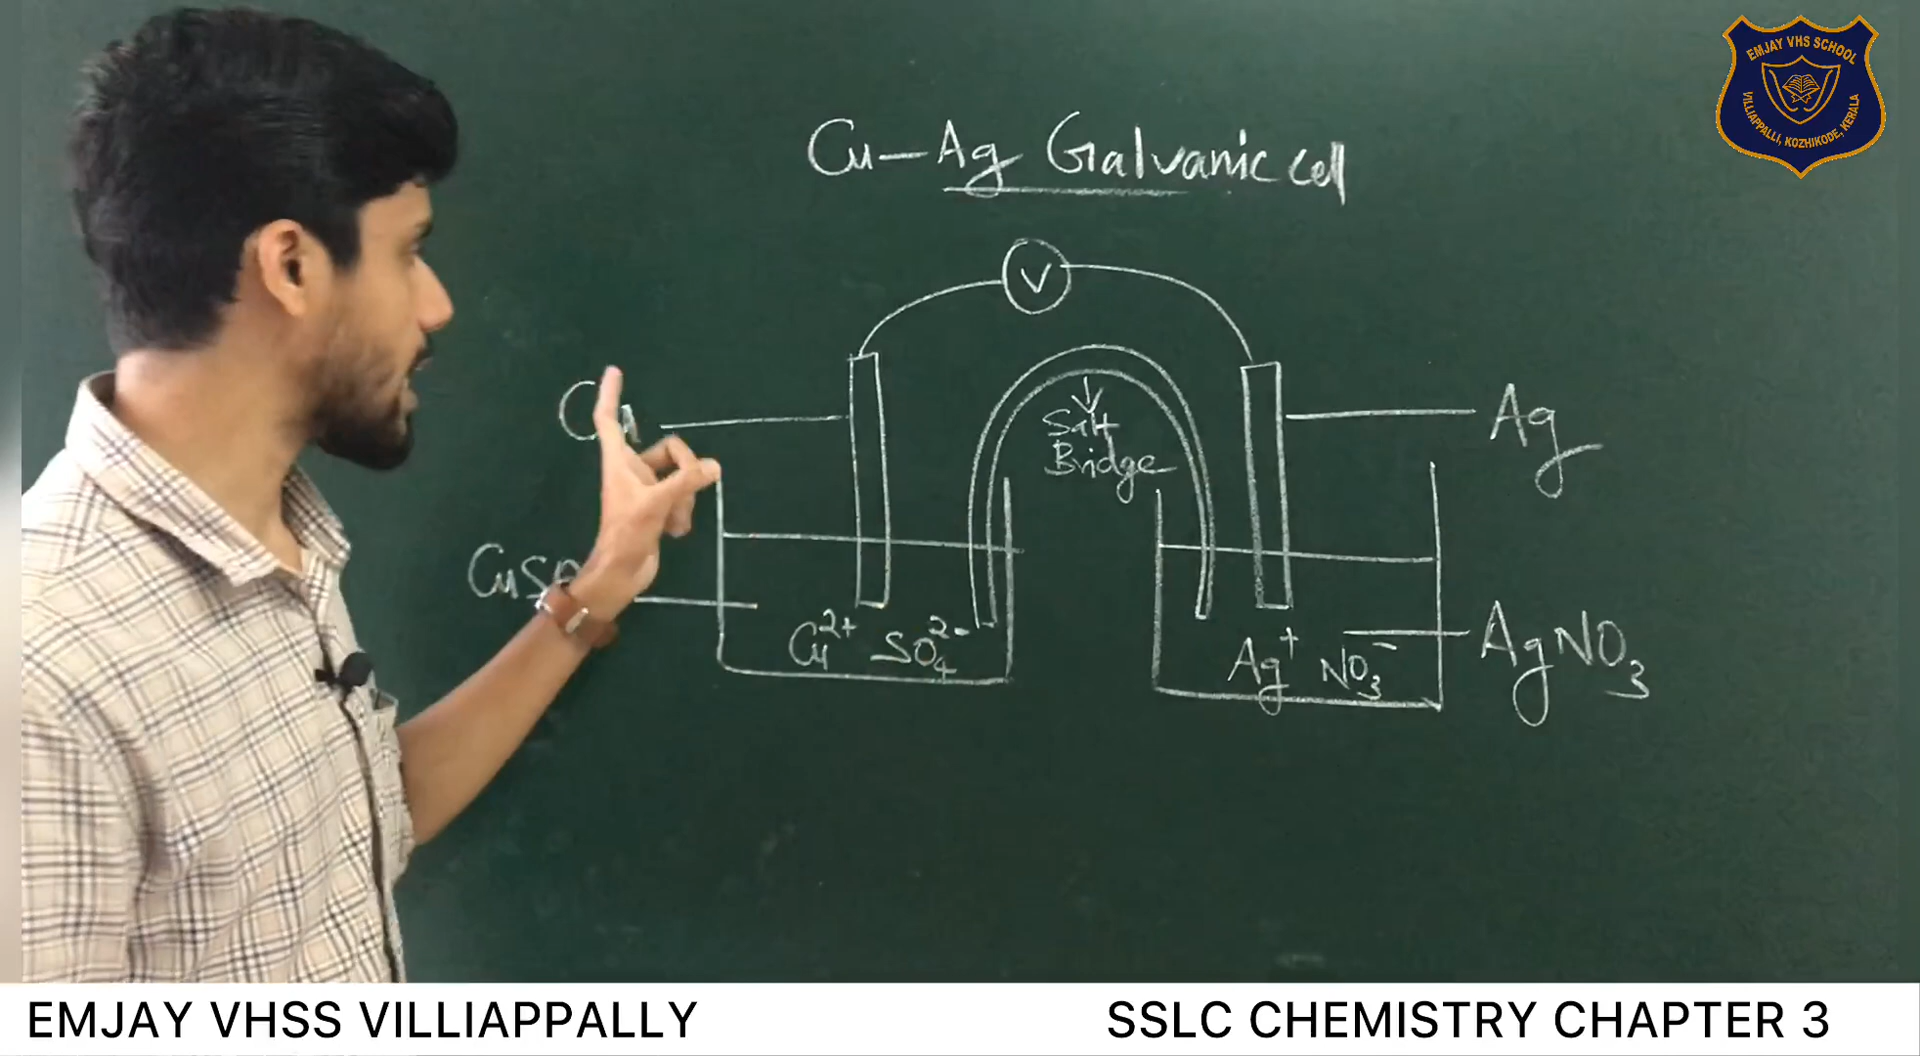 EMJAY VHS SCHOOL
VILLIAPPALLI, KOZHIKODE, KERALA
Cu–Ag Galvanic cell
V
Salt
Bridge
Ag
Cu²⁺ SO₄²⁻
Ag⁺ NO₃⁻
AgNO₃
EMJAY VHSS VILLIAPPALLY
SSLC CHEMISTRY CHAPTER 3